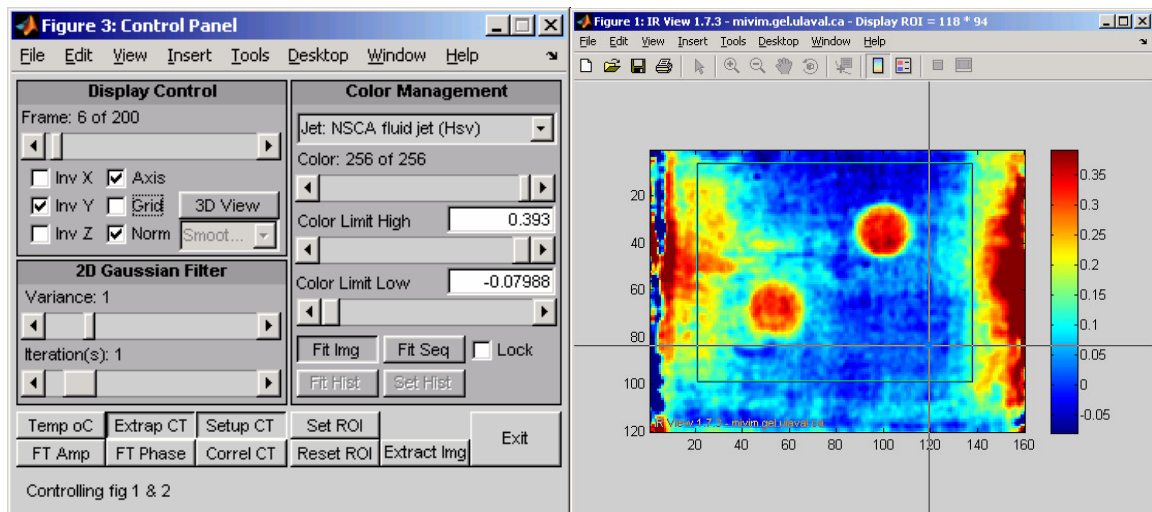 Figure 3: Control Panel
File Edit View Insert Tools Desktop Window Help
Display Control
Frame: 6 of 200
Inv X Axis
Inv Y Grid 3D View
Inv Z Norm Smoot...
2D Gaussian Filter
Variance: 1
Iteration(s): 1
Color Management
Jet: NSCA fluid jet (Hsv)
Color: 256 of 256
Color Limit High 0.393
Color Limit Low -0.07988
Fit Img Fit Seq Lock
Fit Hist Set Hist
Temp oC Extrap CT Setup CT Set ROI
FT Amp FT Phase Correl CT Reset ROI Extract Img Exit
Controlling fig 1 & 2
Figure 1: IR View 1.7.3 - mivim.gel.ulaval.ca - Display ROI = 118 * 94
File Edit View Insert Tools Desktop Window Help
20
40
60
80
100
120
IR View 1.7.3 - mivim.gel.ulaval.ca
20 40 60 80 100 120 140 160
0.35
0.3
0.25
0.2
0.15
0.1
0.05
0
-0.05